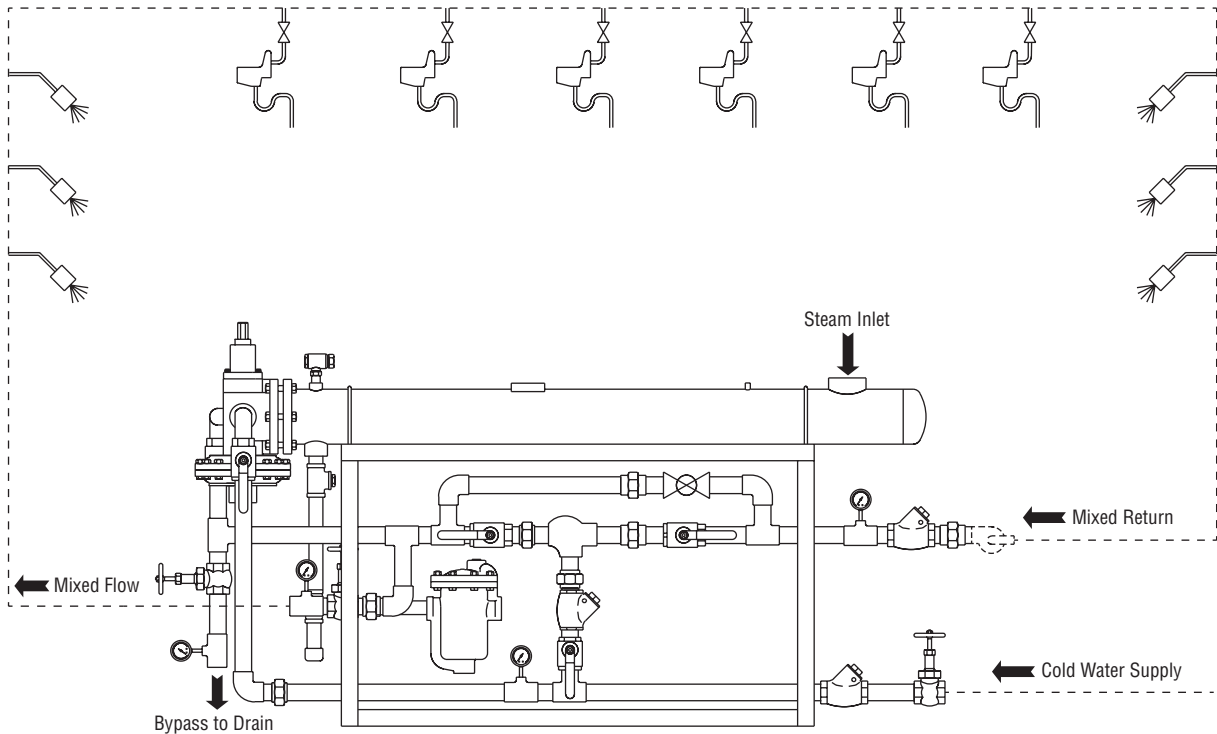 Steam Inlet
Mixed Return
Mixed Flow
Cold Water Supply
Bypass to Drain